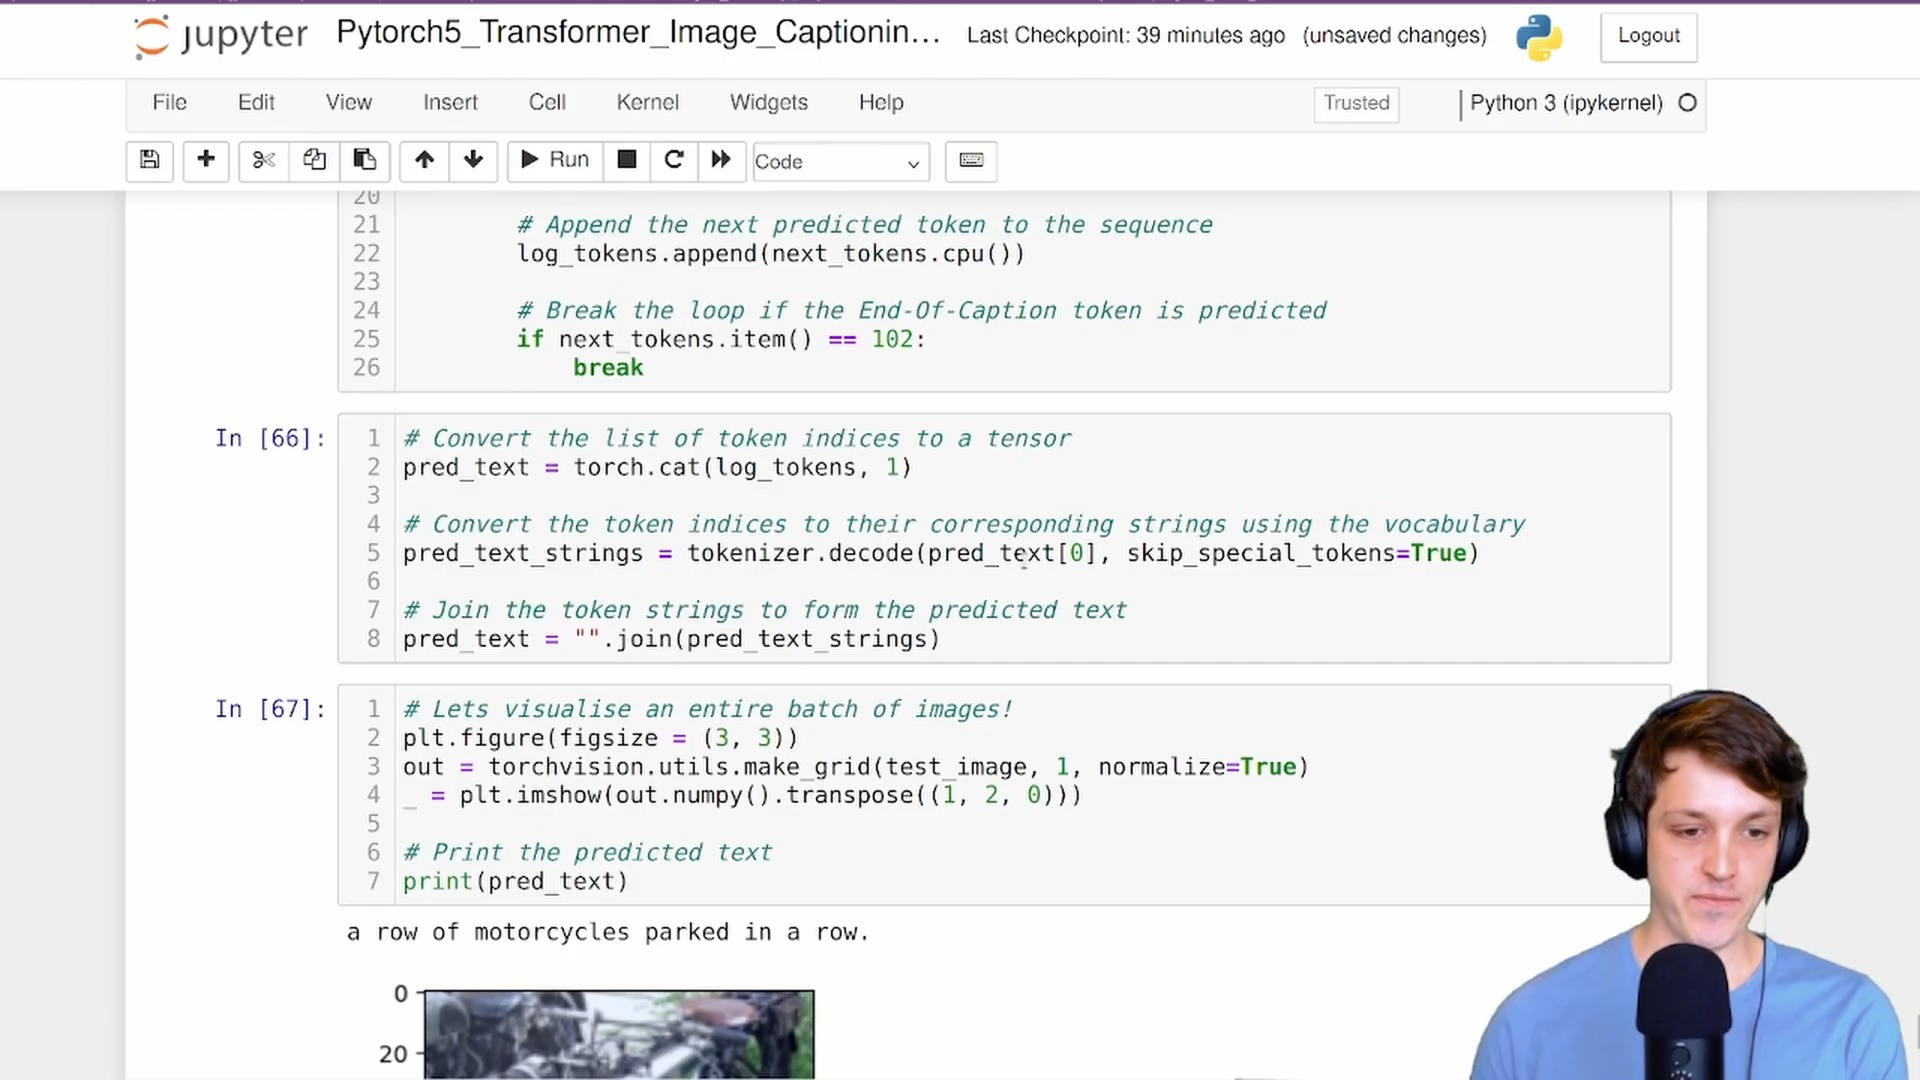 jupyter Pytorch5_Transformer_Image_Captionin... Last Checkpoint: 39 minutes ago (unsaved changes) Logout
File Edit View Insert Cell Kernel Widgets Help Trusted Python 3 (ipykernel)
Run Code
20
21 # Append the next predicted token to the sequence
22 log_tokens.append(next_tokens.cpu())
23
24 # Break the loop if the End-Of-Caption token is predicted
25 if next_tokens.item() == 102:
26 break
In [66]: 1 # Convert the list of token indices to a tensor
2 pred_text = torch.cat(log_tokens, 1)
3
4 # Convert the token indices to their corresponding strings using the vocabulary
5 pred_text_strings = tokenizer.decode(pred_text[0], skip_special_tokens=True)
6
7 # Join the token strings to form the predicted text
8 pred_text = "".join(pred_text_strings)
In [67]: 1 # Lets visualise an entire batch of images!
2 plt.figure(figsize = (3, 3))
3 out = torchvision.utils.make_grid(test_image, 1, normalize=True)
4 _ = plt.imshow(out.numpy().transpose((1, 2, 0)))
5
6 # Print the predicted text
7 print(pred_text)
a row of motorcycles parked in a row.
0
20